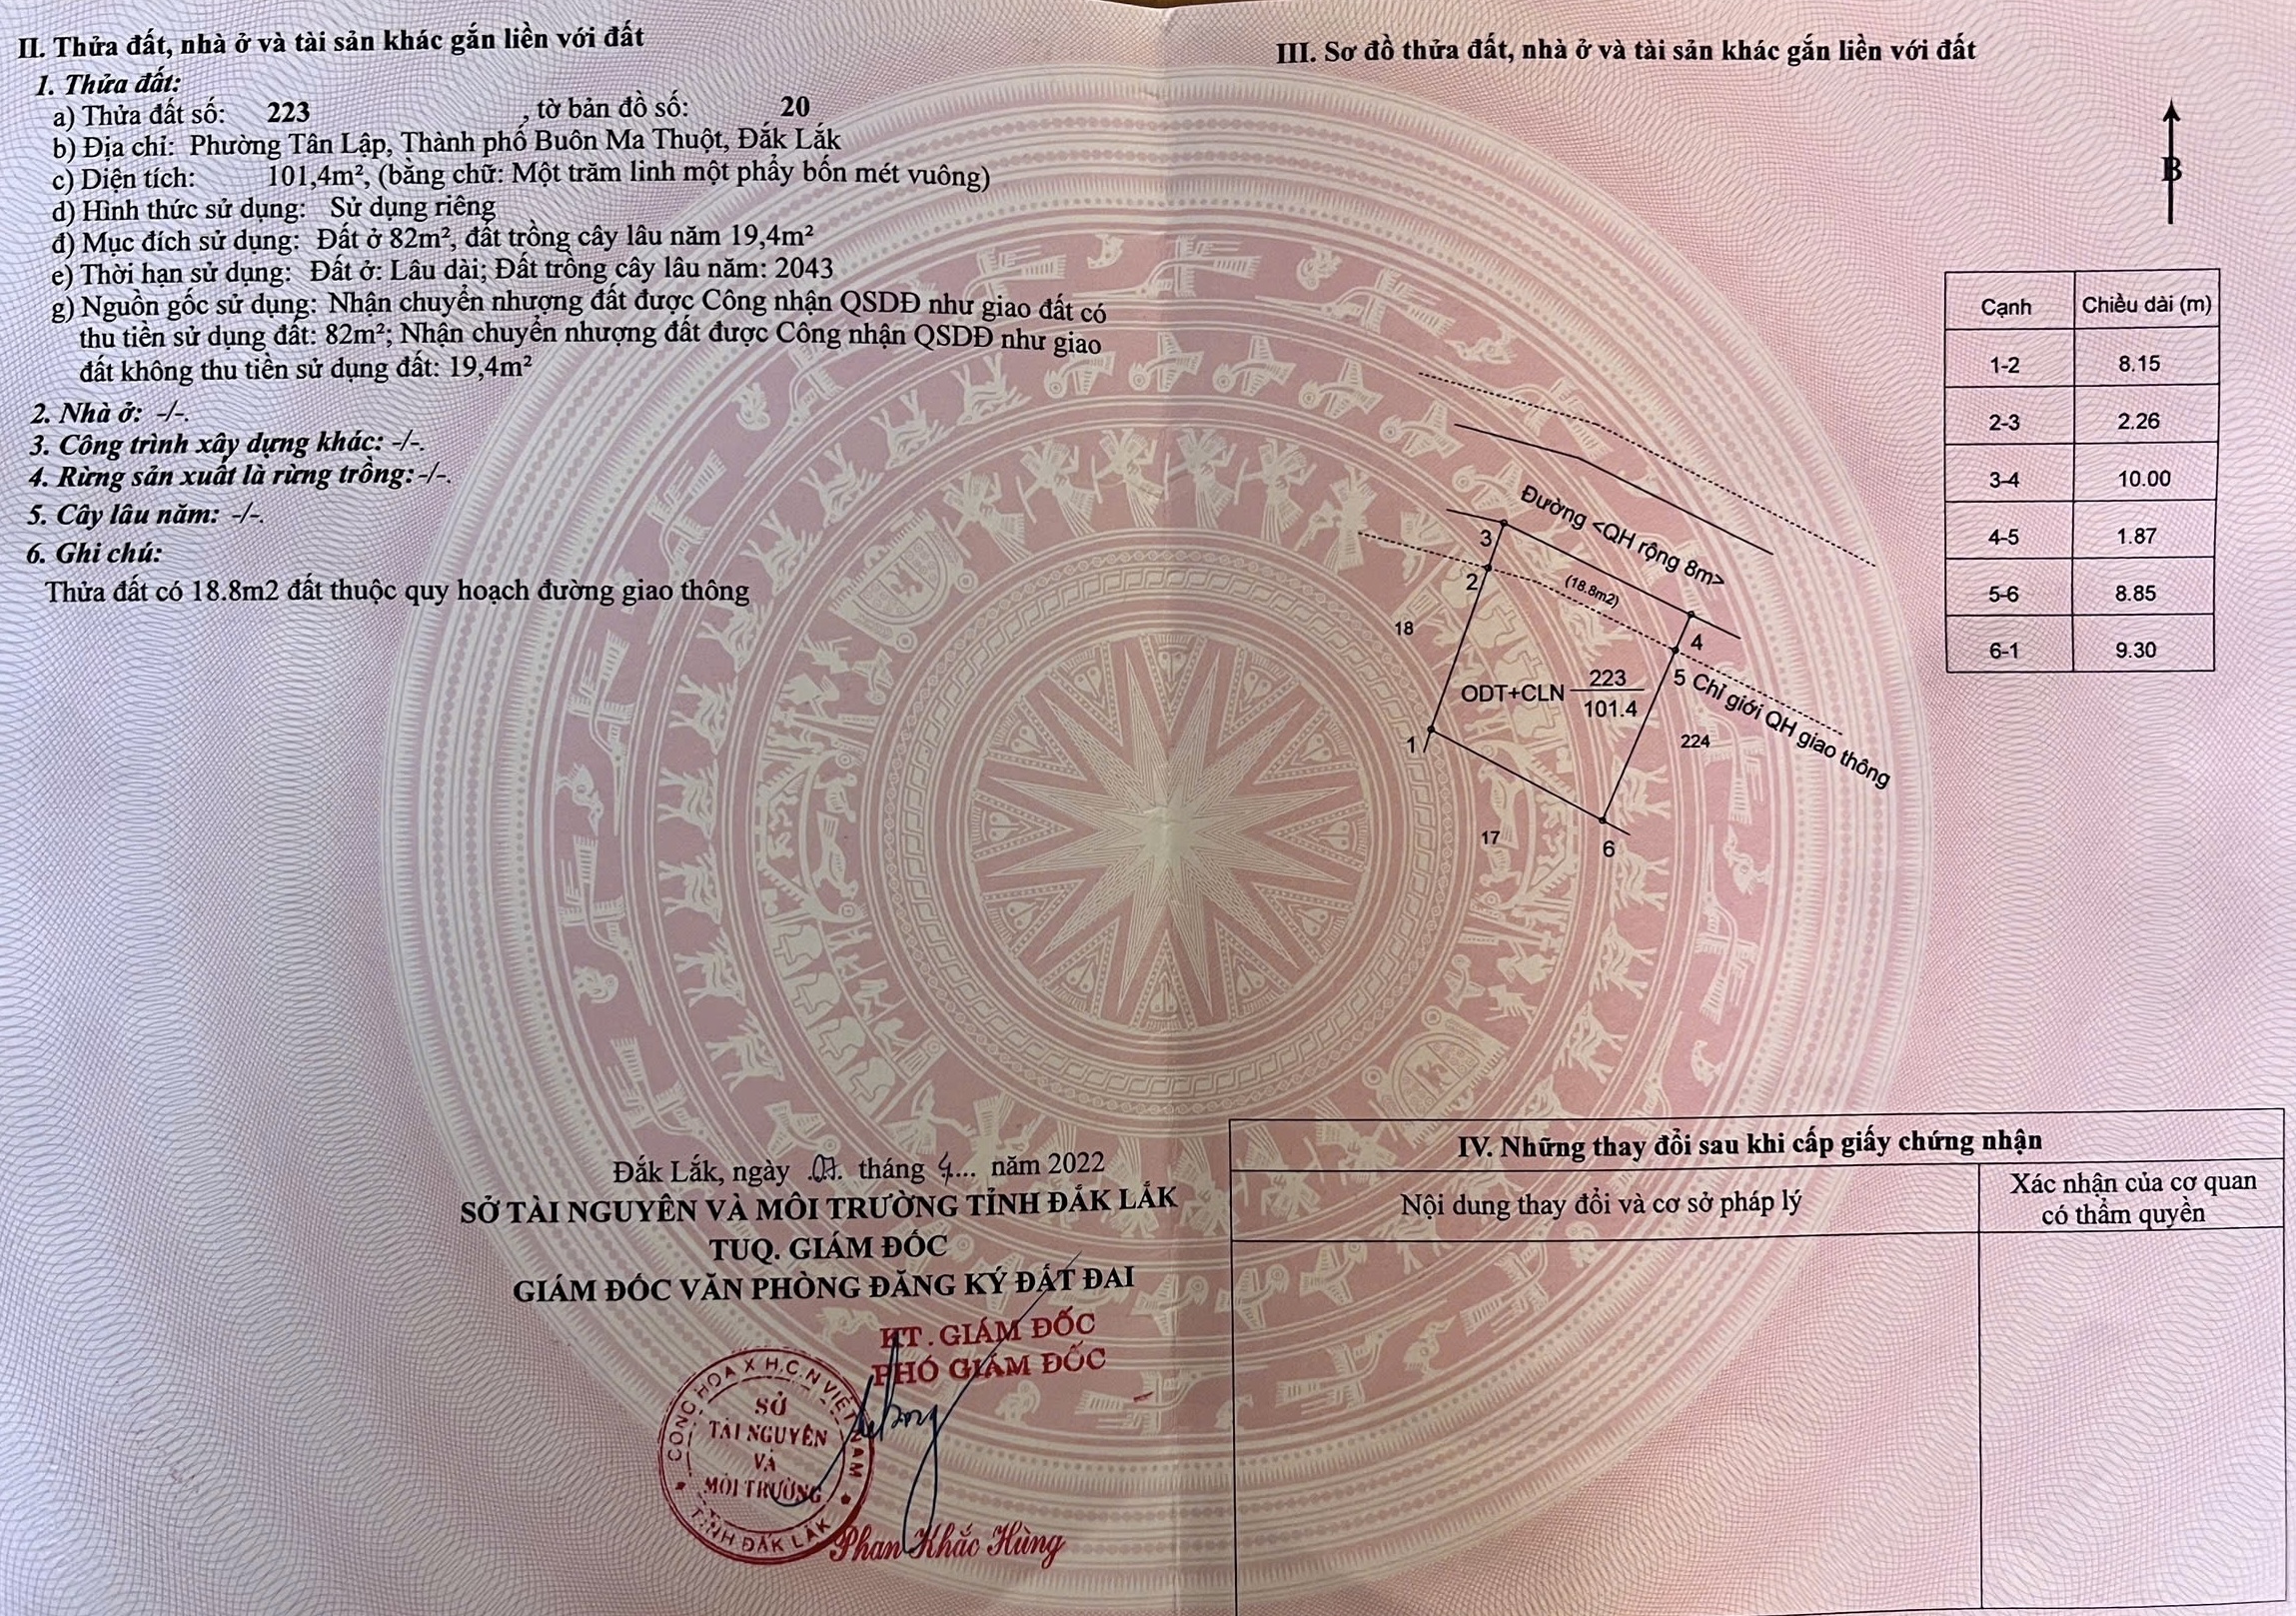 II. Thửa đất, nhà ở và tài sản khác gắn liền với đất
1. Thửa đất:
a) Thửa đất số: 223 , tờ bản đồ số: 20
b) Địa chỉ: Phường Tân Lập, Thành phố Buôn Ma Thuột, Đắk Lắk
c) Diện tích: 101,4m², (bằng chữ: Một trăm linh một phẩy bốn mét vuông)
d) Hình thức sử dụng: Sử dụng riêng
đ) Mục đích sử dụng: Đất ở 82m², đất trồng cây lâu năm 19,4m²
e) Thời hạn sử dụng: Đất ở: Lâu dài; Đất trồng cây lâu năm: 2043
g) Nguồn gốc sử dụng: Nhận chuyển nhượng đất được Công nhận QSDĐ như giao đất có
thu tiền sử dụng đất: 82m²; Nhận chuyển nhượng đất được Công nhận QSDĐ như giao
đất không thu tiền sử dụng đất: 19,4m²
2. Nhà ở: -/-.
3. Công trình xây dựng khác: -/-.
4. Rừng sản xuất là rừng trồng: -/-.
5. Cây lâu năm: -/-.
6. Ghi chú:
Thửa đất có 18.8m2 đất thuộc quy hoạch đường giao thông
Đắk Lắk, ngày 07. tháng 4... năm 2022
SỞ TÀI NGUYÊN VÀ MÔI TRƯỜNG TỈNH ĐẮK LẮK
TUQ. GIÁM ĐỐC
GIÁM ĐỐC VĂN PHÒNG ĐĂNG KÝ ĐẤT ĐAI
KT. GIÁM ĐỐC
PHÓ GIÁM ĐỐC
CỘNG HÒA X.H.C.N VIỆT NAM
SỞ
TÀI NGUYÊN
VÀ
MÔI TRƯỜNG
TỈNH ĐẮK LẮK
Phan Khắc Hùng
III. Sơ đồ thửa đất, nhà ở và tài sản khác gắn liền với đất
B
Cạnh Chiều dài (m)
1-2 8.15
2-3 2.26
3-4 10.00
4-5 1.87
5-6 8.85
6-1 9.30
Đường <QH rộng 8m>
3
2
(18.8m2)
18
4
5 Chỉ giới QH giao thông
ODT+CLN 223
101.4
1
224
17
6
IV. Những thay đổi sau khi cấp giấy chứng nhận
Nội dung thay đổi và cơ sở pháp lý
Xác nhận của cơ quan
có thẩm quyền